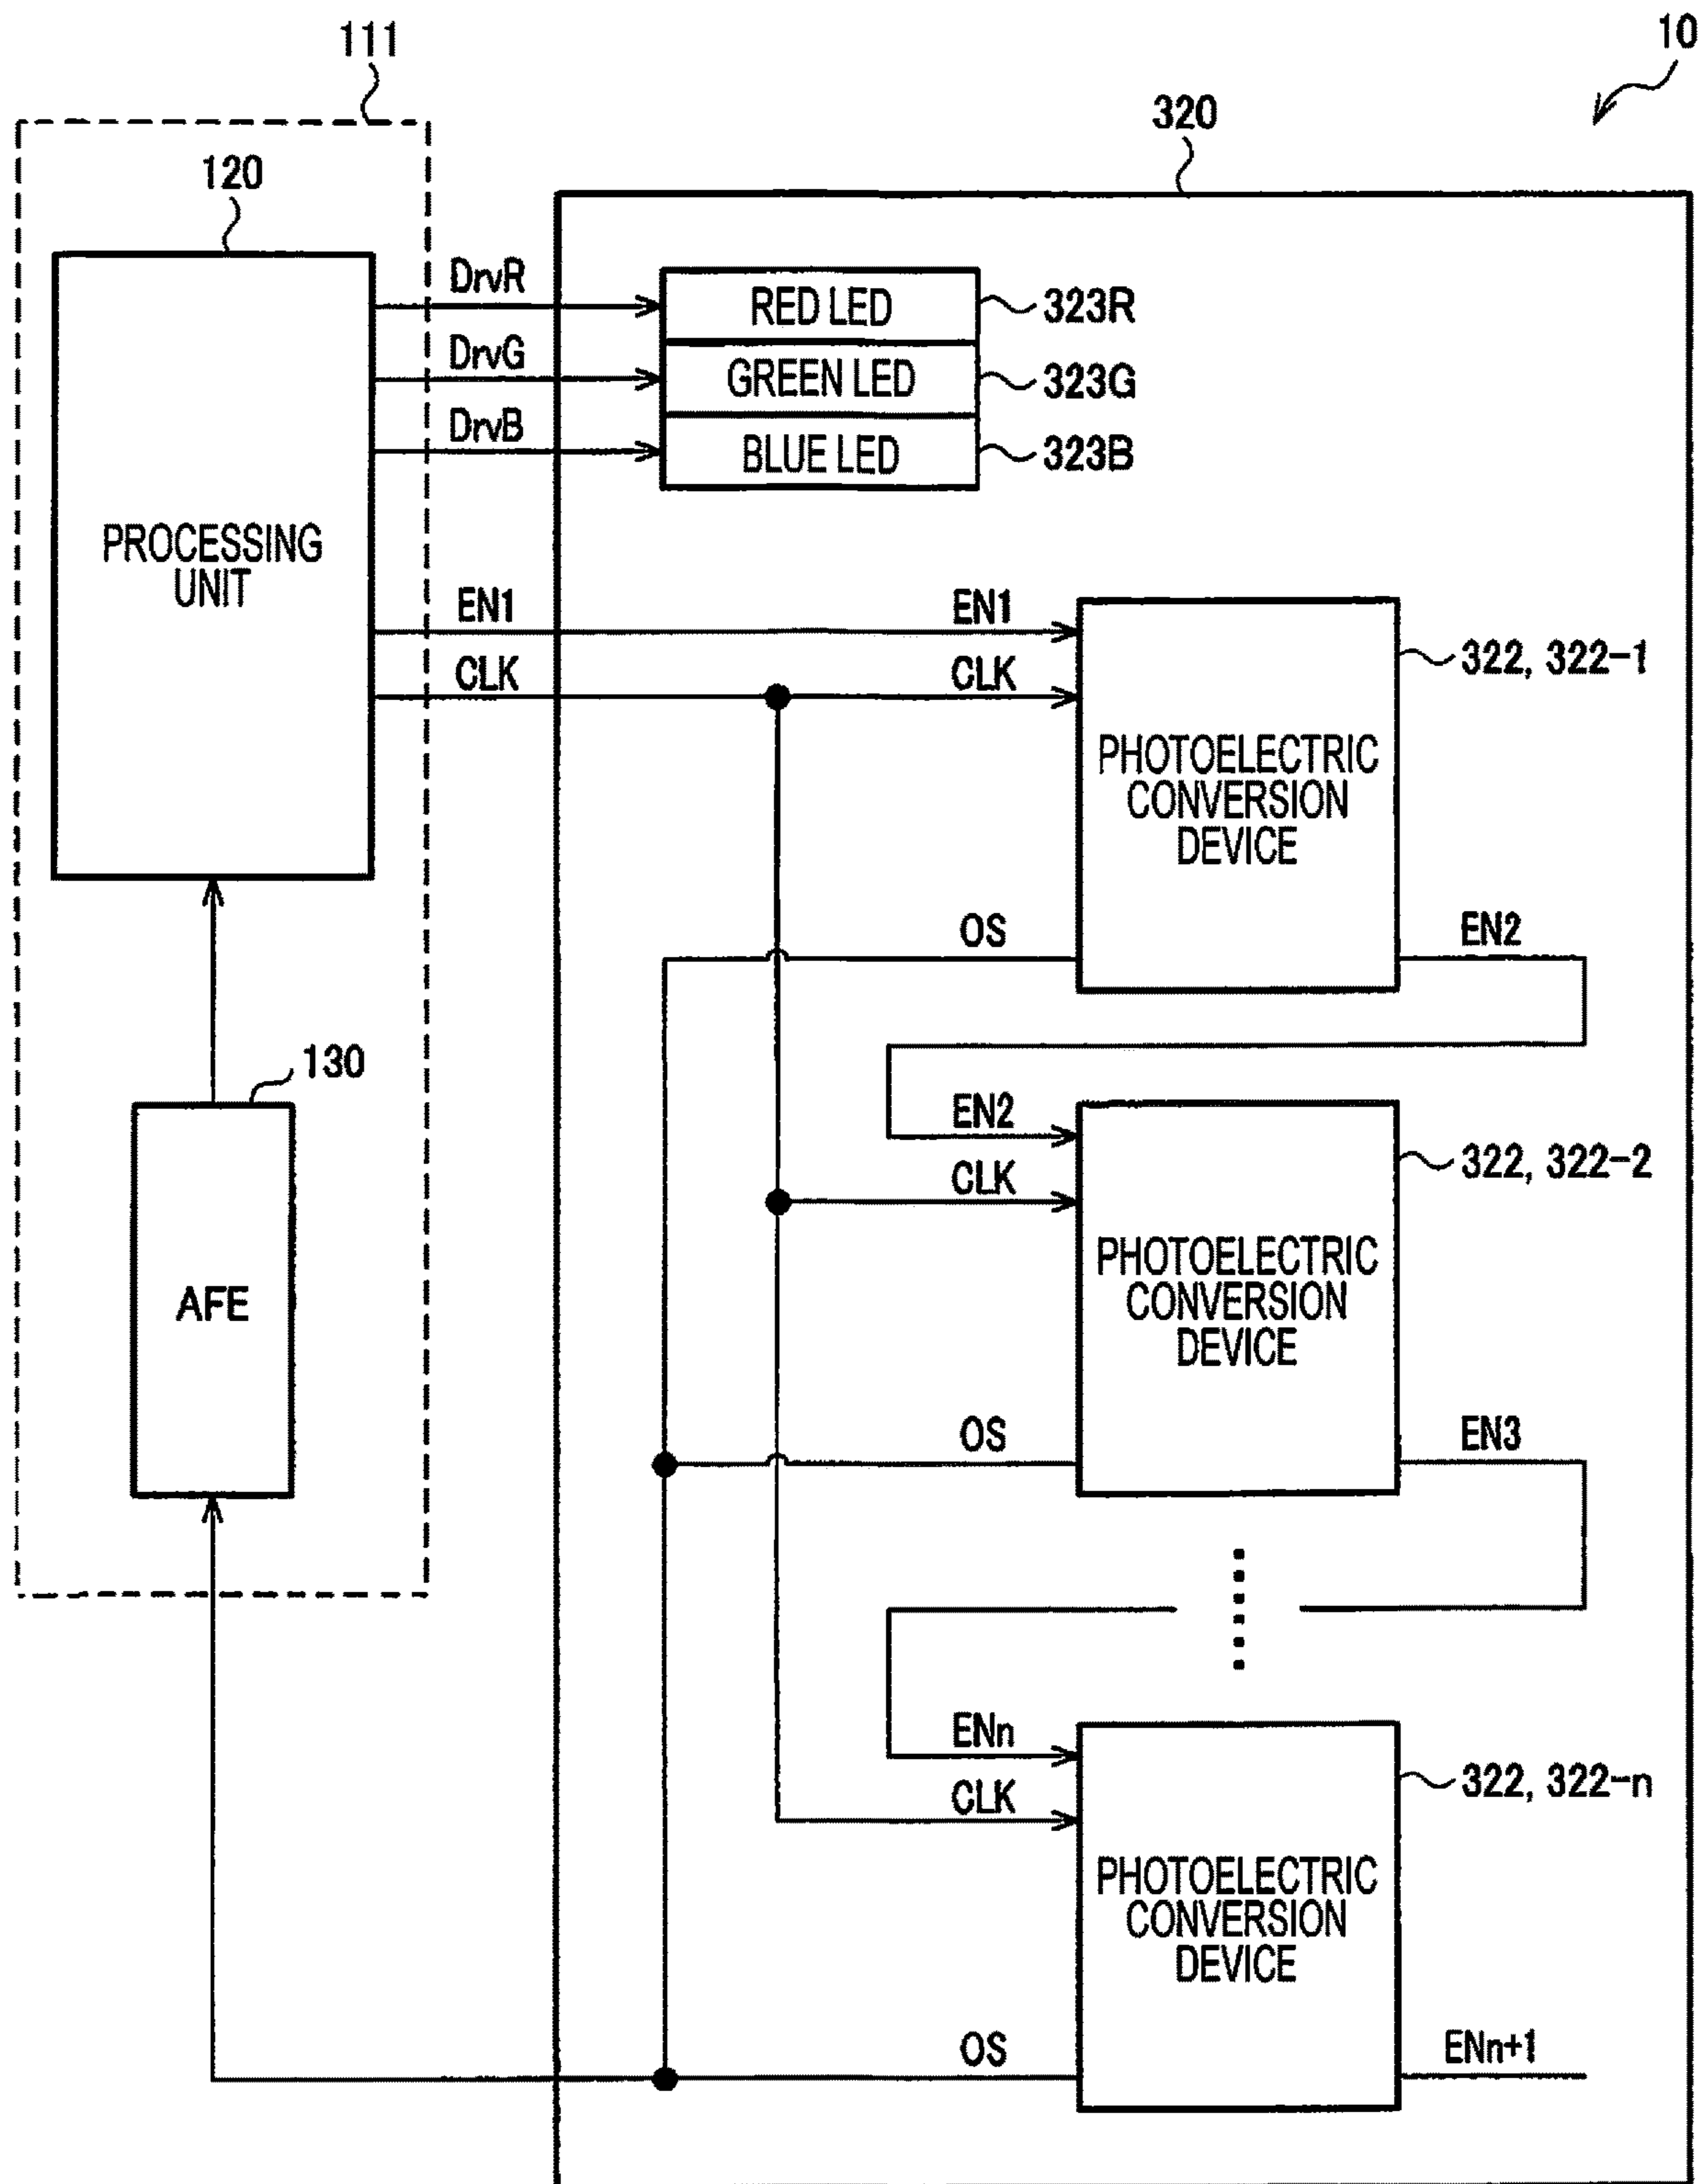 10
111
320
120
DrvR
RED LED
323R
DrvG
GREEN LED
323G
DrvB
BLUE LED
323B
PROCESSING
UNIT
EN1
EN1
CLK
CLK
322, 322-1
PHOTOELECTRIC
CONVERSION
DEVICE
OS
EN2
130
EN2
CLK
322, 322-2
PHOTOELECTRIC
CONVERSION
DEVICE
AFE
OS
EN3
ENn
CLK
322, 322-n
PHOTOELECTRIC
CONVERSION
DEVICE
OS
ENn+1